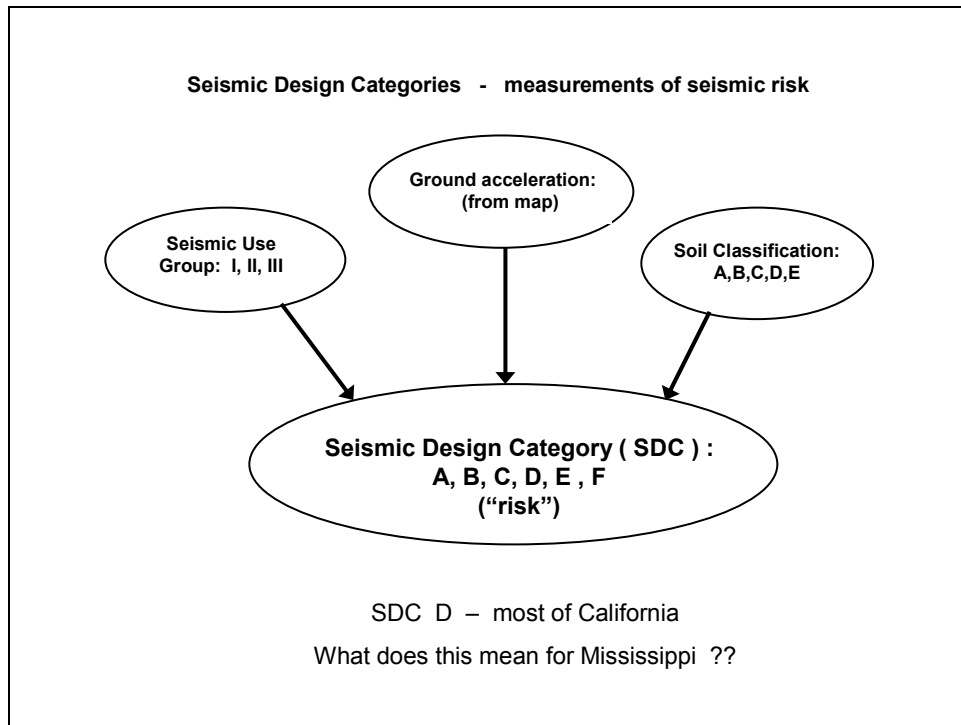 Seismic Design Categories - measurements of seismic risk
Ground acceleration:
(from map)
Seismic Use
Group: I, II, III
Soil Classification:
A,B,C,D,E
Seismic Design Category ( SDC ) :
A, B, C, D, E , F
(“risk”)
SDC D – most of California
What does this mean for Mississippi ??